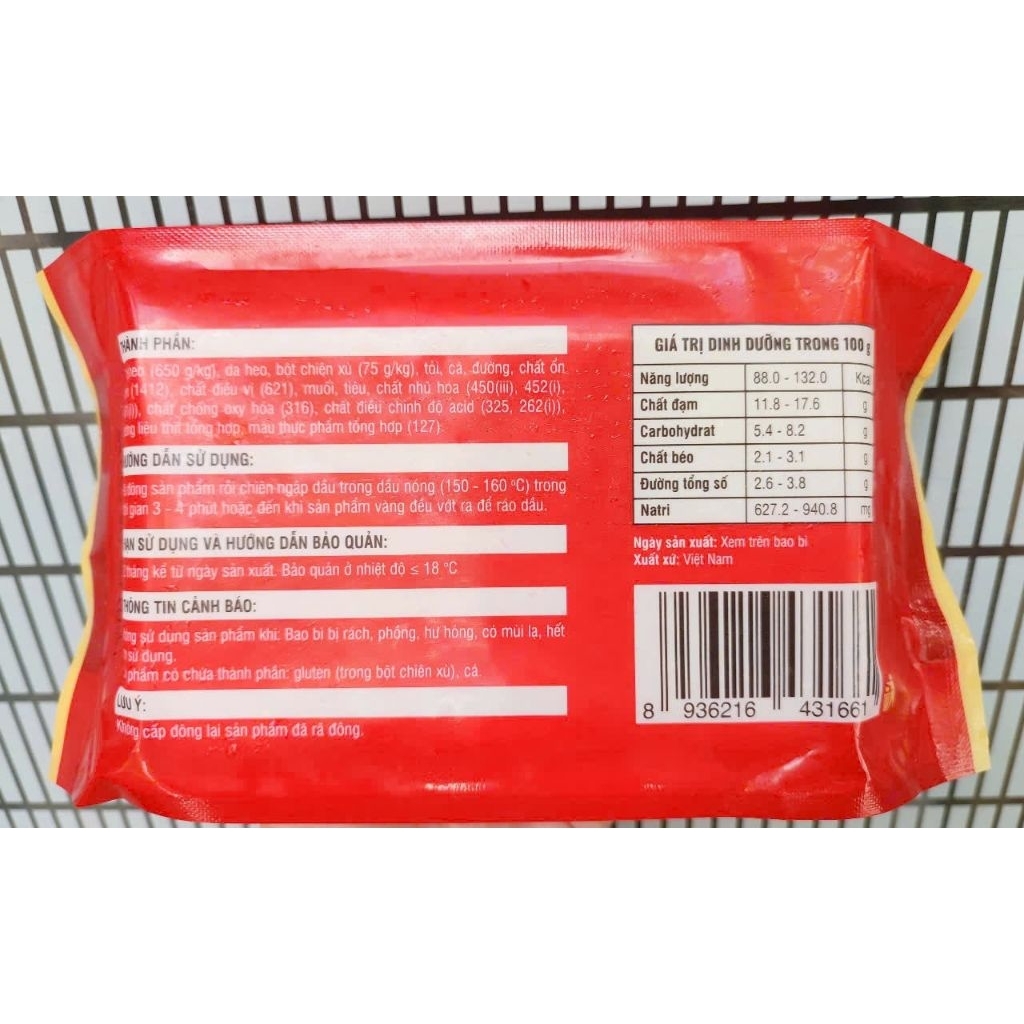 THÀNH PHẦN:
heo (650 g/kg), da heo, bột chiên xù (75 g/kg), tỏi, cá, đường, chất ổn
(1412), chất điều vị (621), muối, tiêu, chất nhũ hóa (450(iii), 452(i),
chất chống oxy hóa (316), chất điều chỉnh độ acid (325, 262(i)),
liệu thịt tổng hợp, màu thực phẩm tổng hợp (127).
HƯỚNG DẪN SỬ DỤNG:
đông sản phẩm rồi chiên ngập dầu trong dầu nóng (150 - 160 °C) trong
gian 3 - 4 phút hoặc đến khi sản phẩm vàng đều vớt ra để ráo dầu.
HẠN SỬ DỤNG VÀ HƯỚNG DẪN BẢO QUẢN:
tháng kể từ ngày sản xuất. Bảo quản ở nhiệt độ ≤ 18 °C
THÔNG TIN CẢNH BÁO:
sử dụng sản phẩm khi: Bao bì bị rách, phồng, hư hỏng, có mùi lạ, hết
sử dụng.
phẩm có chứa thành phần: gluten (trong bột chiên xù), cá.
LƯU Ý:
Không cấp đông lại sản phẩm đã rã đông.
GIÁ TRỊ DINH DƯỠNG TRONG 100 g
Năng lượng 88.0 - 132.0 Kca
Chất đạm 11.8 - 17.6 g
Carbohydrat 5.4 - 8.2 g
Chất béo 2.1 - 3.1 g
Đường tổng số 2.6 - 3.8 g
Natri 627.2 - 940.8 mg
Ngày sản xuất: Xem trên bao bì
Xuất xứ: Việt Nam
8 936216 431661